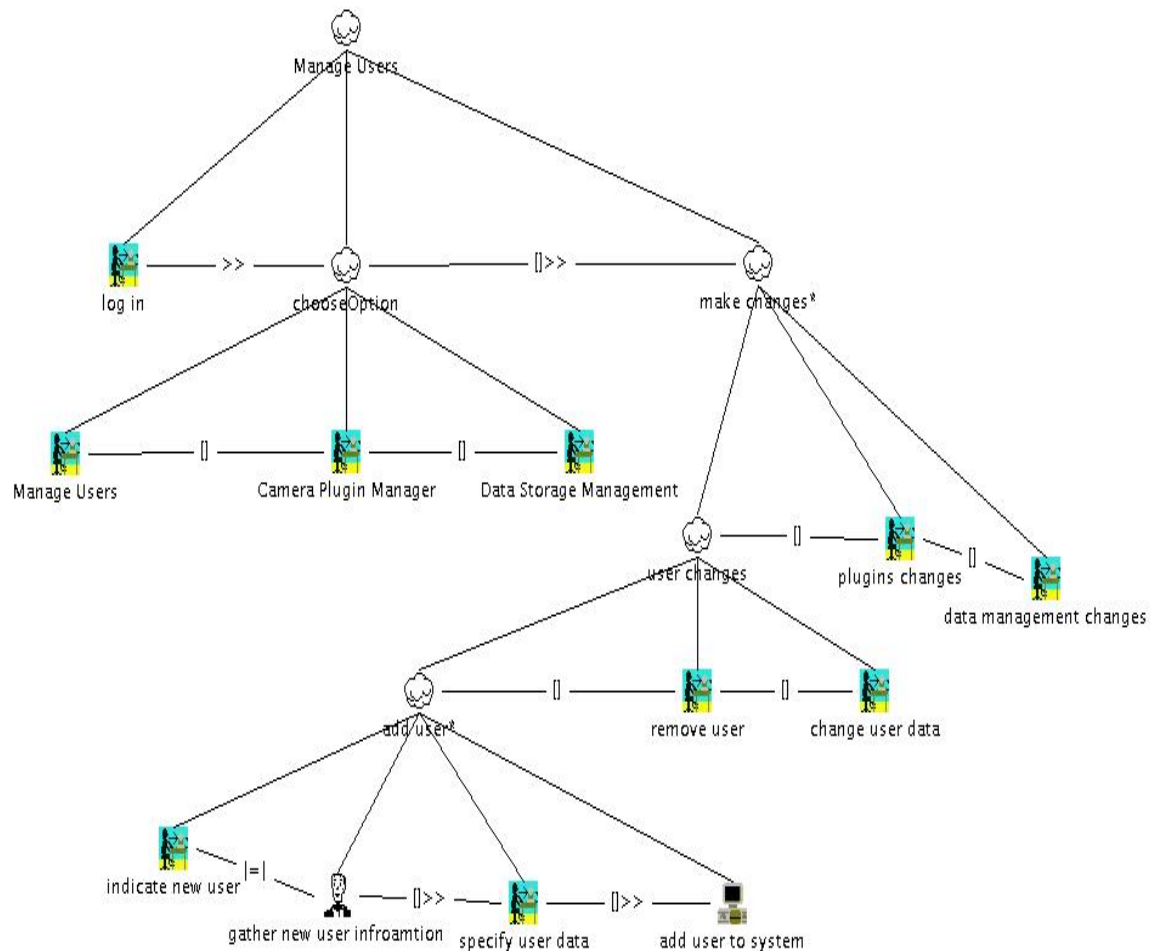 Manage Users
>>
[]>>
log in
chooseOption
make changes*
[]
[]
Manage Users
Camera Plugin Manager
Data Storage Management
[]
[]
user changes
plugins changes
data management changes
[]
[]
add user*
remove user
change user data
|=|
indicate new user
[]>>
[]>>
gather new user infroamtion
specify user data
add user to system